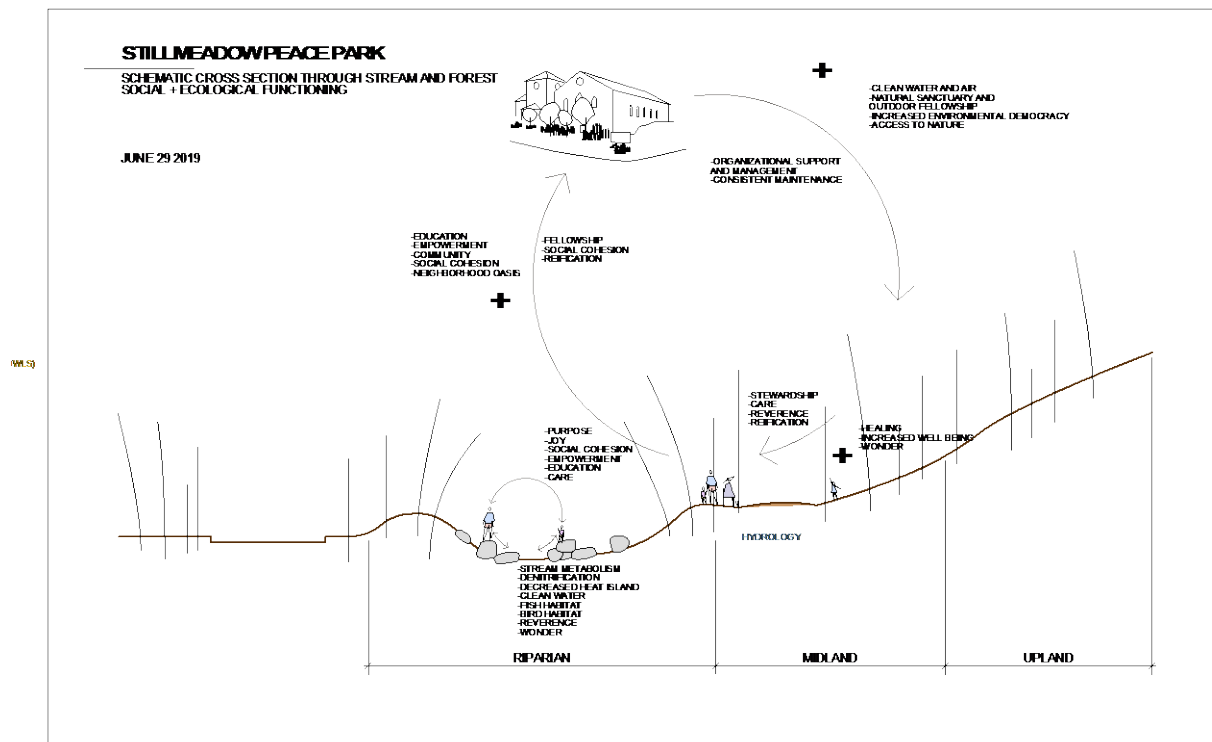 STILLMEADOW PEACE PARK
SCHEMATIC CROSS SECTION THROUGH STREAM AND FOREST
SOCIAL + ECOLOGICAL FUNCTIONING
JUNE 29 2019
-CLEAN WATER AND AIR
-NATURAL SANCTUARY AND
OUTDOOR FELLOWSHIP
-INCREASED ENVIRONMENTAL DEMOCRACY
-ACCESS TO NATURE
-ORGANIZATIONAL SUPPORT
AND MANAGEMENT
-CONSISTENT MAINTENANCE
-EDUCATION
-EMPOWERMENT
-COMMUNITY
-SOCIAL COHESION
-NEIGHBORHOOD OASIS
-FELLOWSHIP
-SOCIAL COHESION
-REIFICATION
(WLS)
-STEWARDSHIP
-CARE
-REVERENCE
-REIFICATION
-HEALING
-INCREASED WELL BEING
-WONDER
-PURPOSE
-JOY
-SOCIAL COHESION
-EMPOWERMENT
-EDUCATION
-CARE
HYDROLOGY
-STREAM METABOLISM
-DENITRIFICATION
-DECREASED HEAT ISLAND
-CLEAN WATER
-FISH HABITAT
-BIRD HABITAT
-REVERENCE
-WONDER
RIPARIAN
MIDLAND
UPLAND